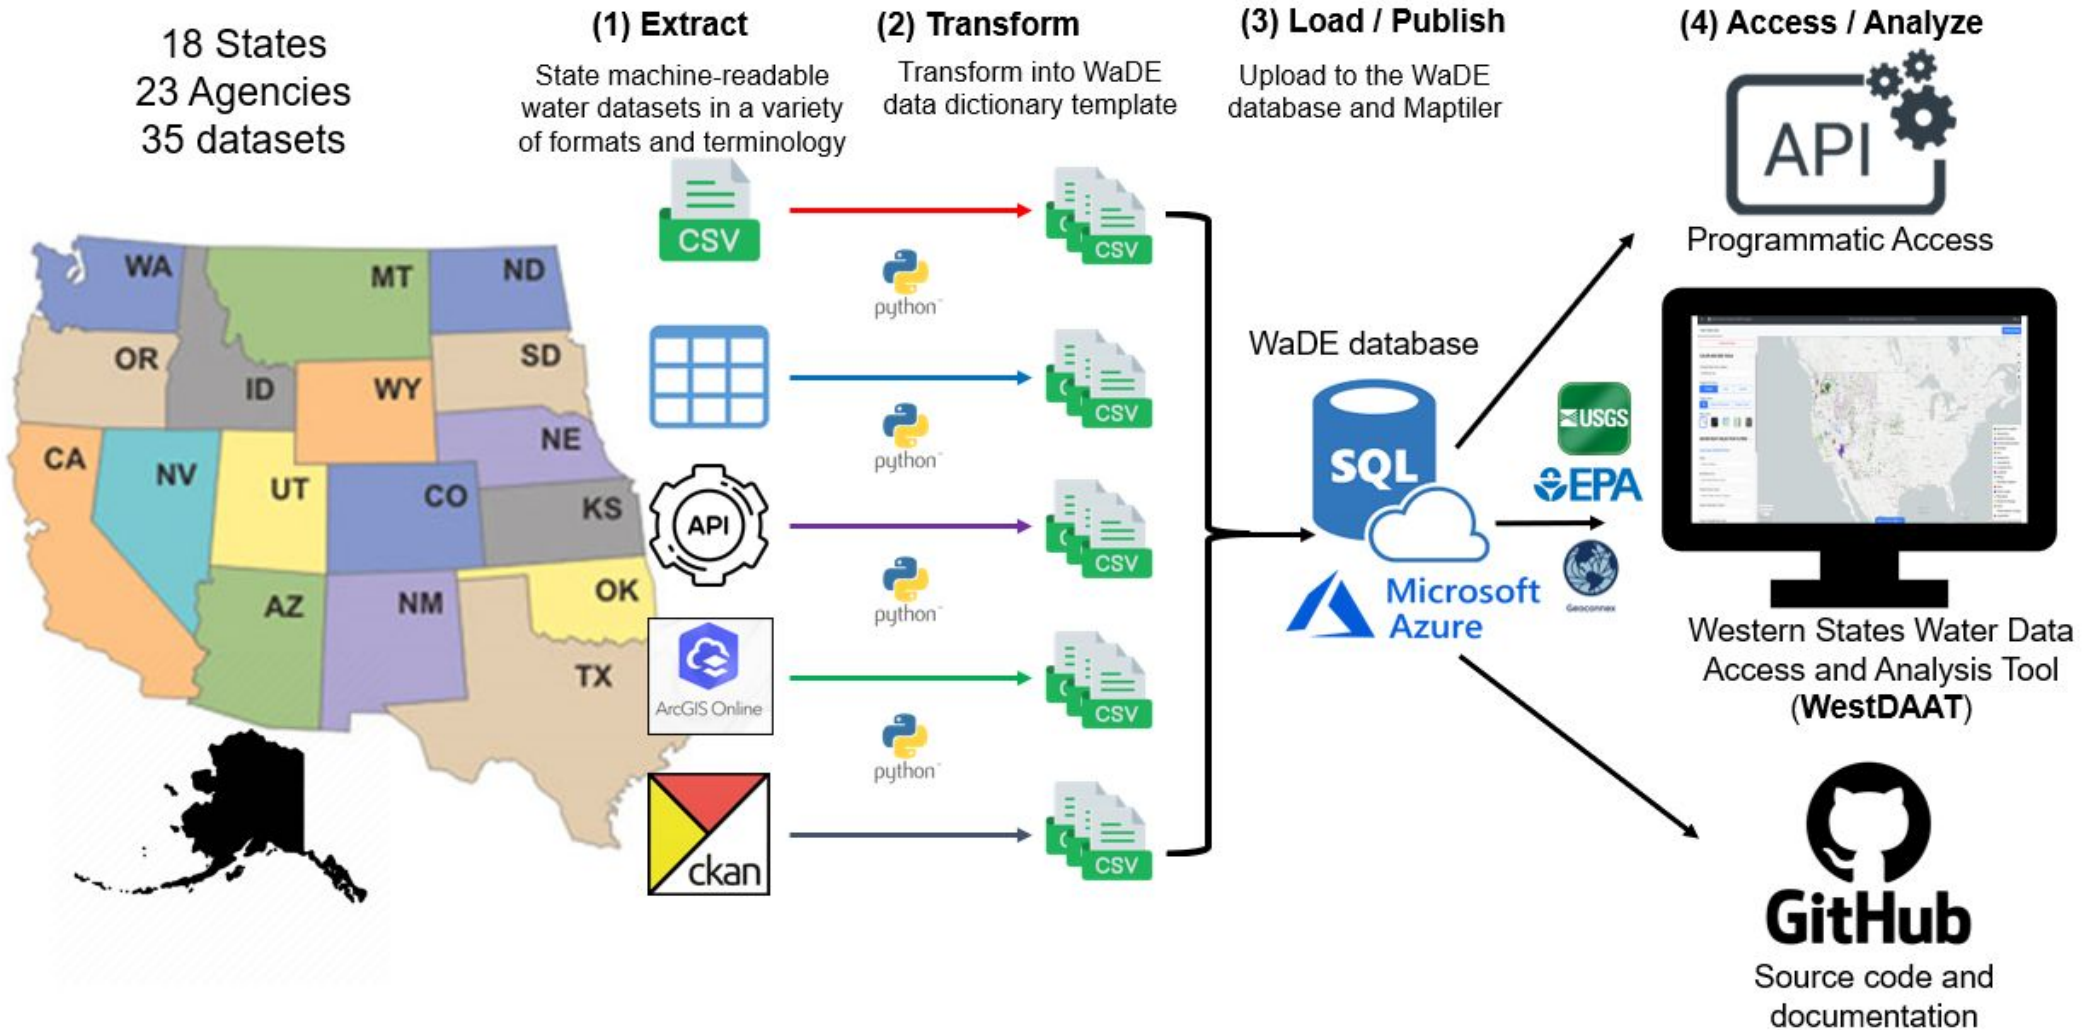 18 States
23 Agencies
35 datasets
(1) Extract
State machine-readable
water datasets in a variety
of formats and terminology
(2) Transform
Transform into WaDE
data dictionary template
(3) Load / Publish
Upload to the WaDE
database and Maptiler
(4) Access / Analyze
API
Programmatic Access
WA
MT
ND
OR
ID
WY
SD
CA
NV
UT
CO
NE
KS
AZ
NM
OK
TX
CSV
API
ArcGIS Online
ckan
python
python
python
python
CSV
CSV
CSV
CSV
CSV
WaDE database
SQL
Microsoft
Azure
USGS
EPA
Geoconnex
Western States Water Data
Access and Analysis Tool
(WestDAAT)
GitHub
Source code and
documentation